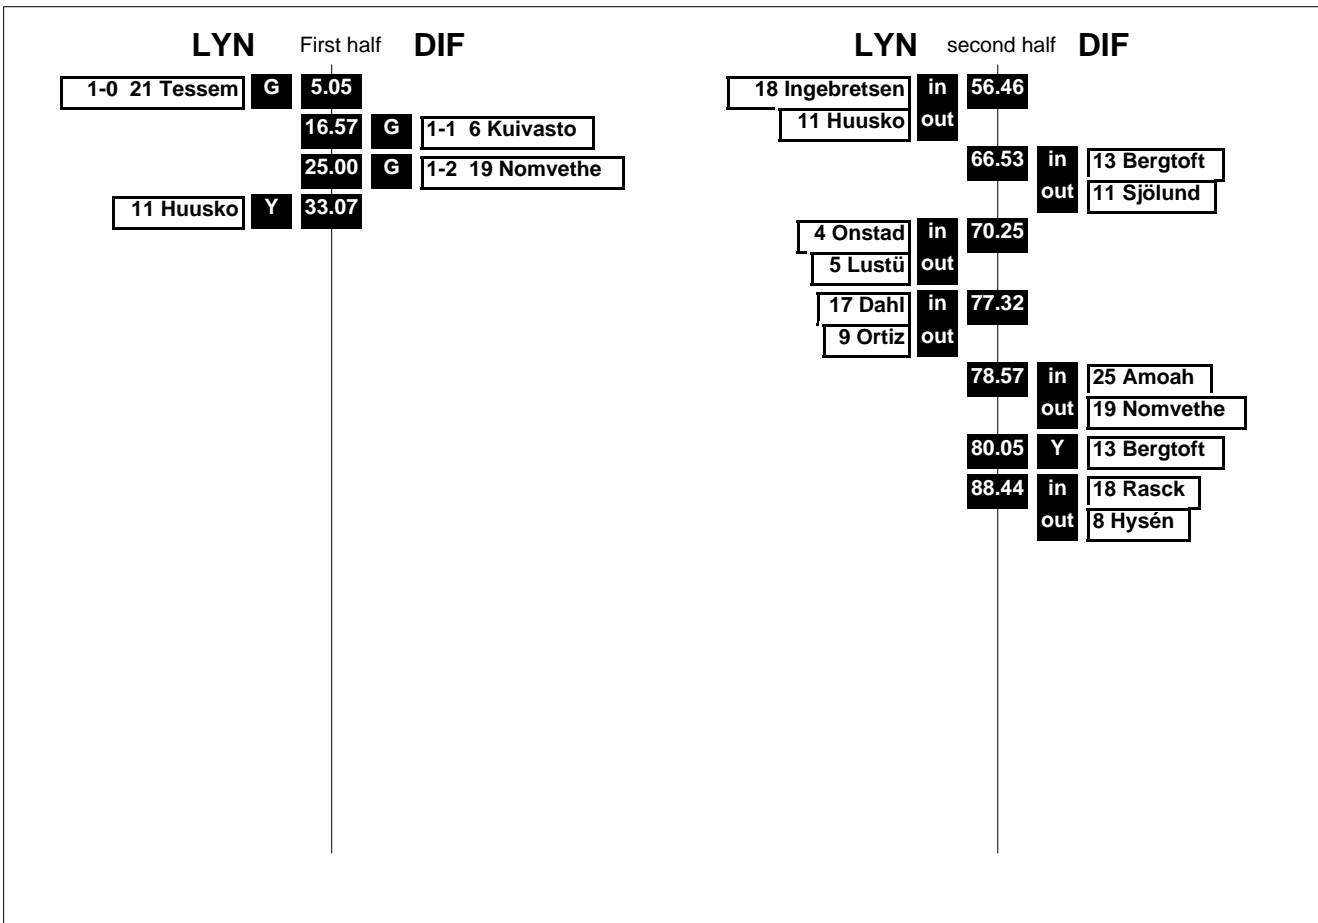 LYN First half DIF
1-0 21 Tessem G 5.05
16.57 G 1-1 6 Kuivasto
25.00 G 1-2 19 Nomvethe
11 Huusko Y 33.07
LYN second half DIF
18 Ingebretsen in 56.46
11 Huusko out
66.53 in 13 Bergtoft
out 11 Sjölund
4 Onstad in 70.25
5 Lustü out
17 Dahl in 77.32
9 Ortiz out
78.57 in 25 Amoah
out 19 Nomvethe
80.05 Y 13 Bergtoft
88.44 in 18 Rasck
out 8 Hysén